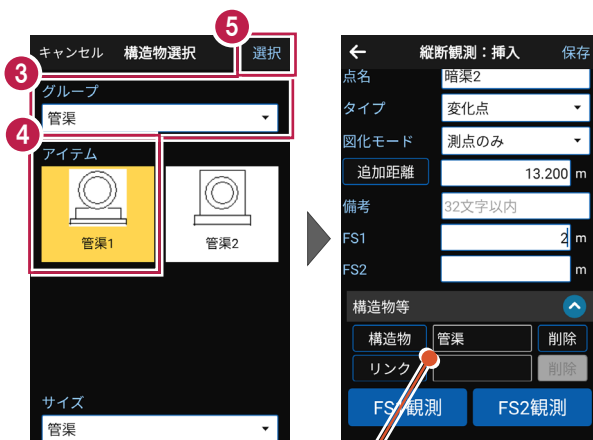 5
キャンセル 構造物選択 選択
3
グループ
管渠
4
アイテム
管渠1
管渠2
サイズ
管渠
← 縦断観測:挿入 保存
点名 暗渠2
タイプ 変化点
図化モード 測点のみ
追加距離 13.200 m
備考 32文字以内
FS1 2 m
FS2 m
構造物等
構造物 管渠 削除
リンク 削除
FS1観測 FS2観測